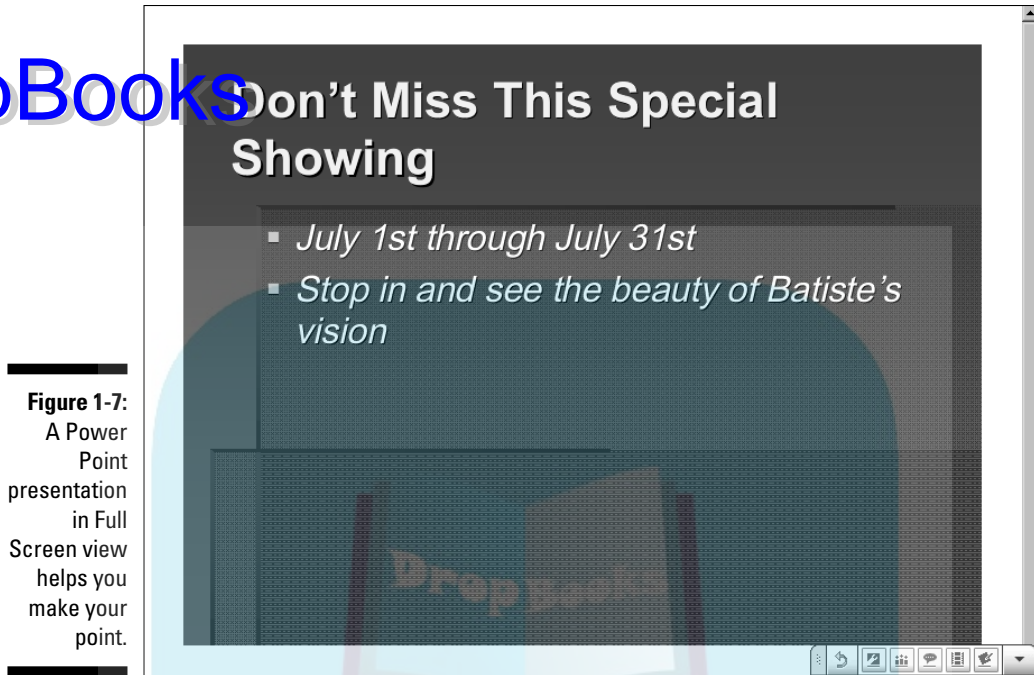 oBooks
Don't Miss This Special
Showing
▪ July 1st through July 31st
▪ Stop in and see the beauty of Batiste's
vision
Drop Books
Figure 1-7:
A Power
Point
presentation
in Full
Screen view
helps you
make your
point.